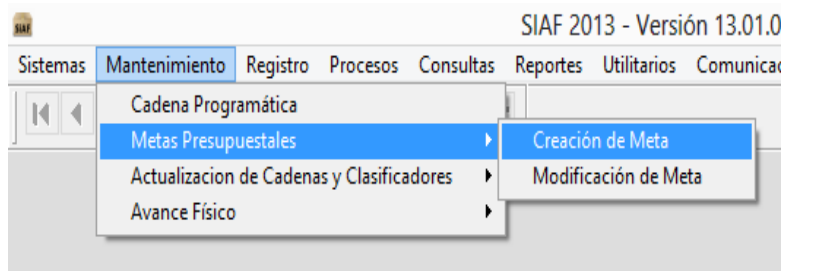 SIAF SIAF 2013 - Versión 13.01.0
Sistemas Mantenimiento Registro Procesos Consultas Reportes Utilitarios Comunicac
Cadena Programática
Metas Presupuestales Creación de Meta
Actualizacion de Cadenas y Clasificadores Modificación de Meta
Avance Físico